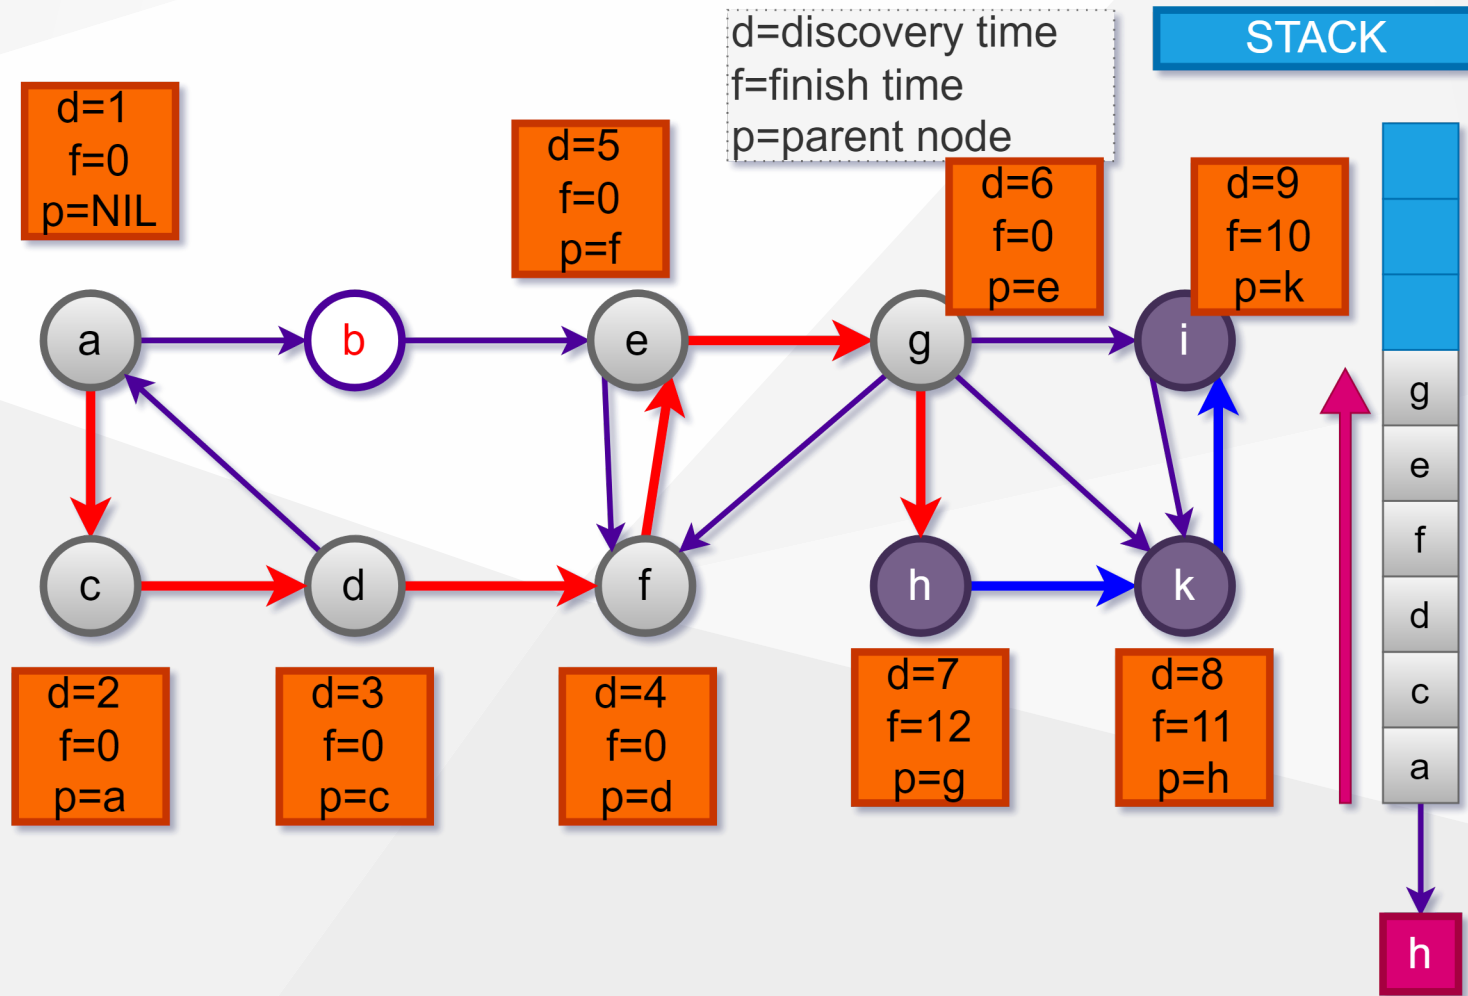 d=discovery time
f=finish time
p=parent node
STACK
d=1
f=0
p=NIL
d=5
f=0
p=f
d=6
f=0
p=e
d=9
f=10
p=k
a
b
e
g
i
c
d
f
h
k
d=2
f=0
p=a
d=3
f=0
p=c
d=4
f=0
p=d
d=7
f=12
p=g
d=8
f=11
p=h
g
e
f
d
c
a
h